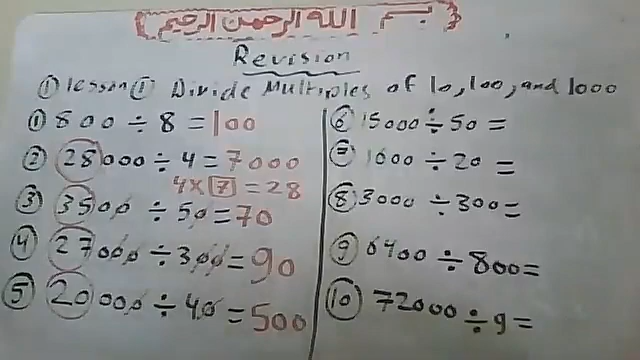 بسم الله الرحمن الرحيم
Revision
① lesson ① Divide Multiples of 10,100,and 1000
① 800 ÷ 8 = 100
② 28000 ÷ 4 = 7000
4 × 7 = 28
③ 3500 ÷ 50 = 70
④ 27000 ÷ 300 = 90
⑤ 20000 ÷ 40 = 500
⑥ 15000 ÷ 50 =
⑦ 1600 ÷ 20 =
⑧ 3000 ÷ 300 =
⑨ 6400 ÷ 800 =
⑩ 72000 ÷ 9 =